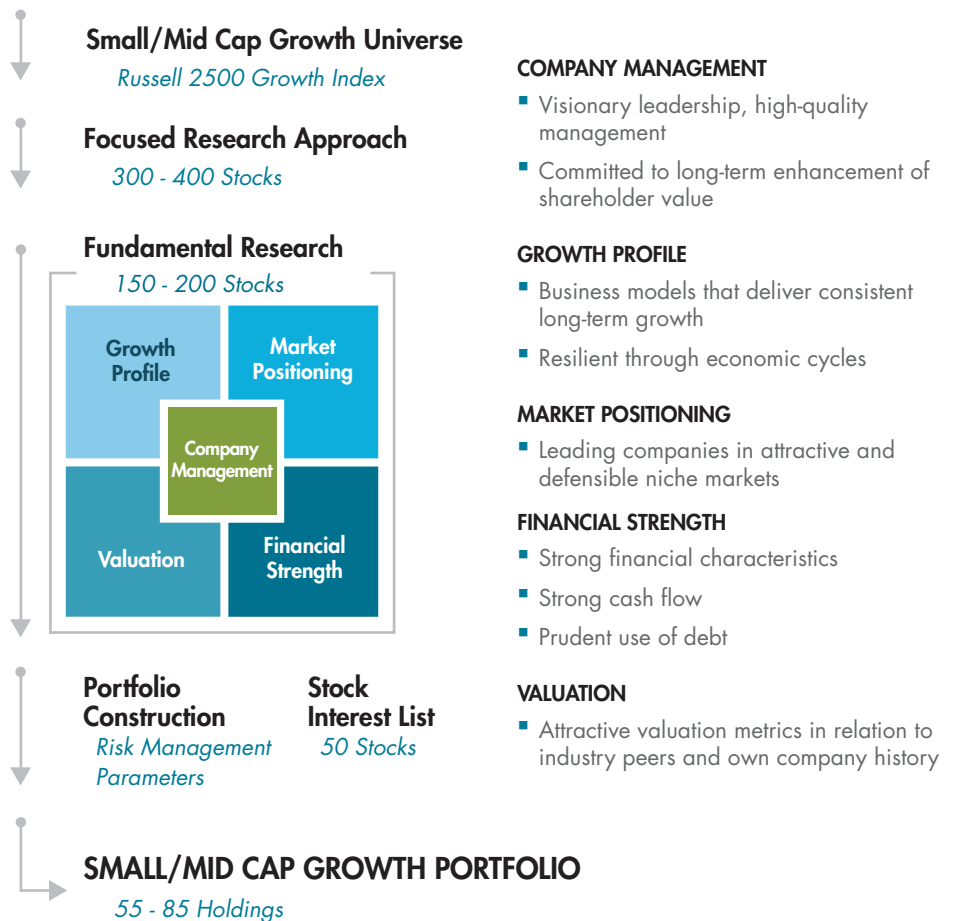 Small/Mid Cap Growth Universe
Russell 2500 Growth Index
Focused Research Approach
300 - 400 Stocks
Fundamental Research
150 - 200 Stocks
Growth
Profile
Market
Positioning
Company
Management
Valuation
Financial
Strength
Portfolio
Construction
Risk Management
Parameters
Stock
Interest List
50 Stocks
SMALL/MID CAP GROWTH PORTFOLIO
55 - 85 Holdings
COMPANY MANAGEMENT
▪ Visionary leadership, high-quality
management
▪ Committed to long-term enhancement of
shareholder value
GROWTH PROFILE
▪ Business models that deliver consistent
long-term growth
▪ Resilient through economic cycles
MARKET POSITIONING
▪ Leading companies in attractive and
defensible niche markets
FINANCIAL STRENGTH
▪ Strong financial characteristics
▪ Strong cash flow
▪ Prudent use of debt
VALUATION
▪ Attractive valuation metrics in relation to
industry peers and own company history